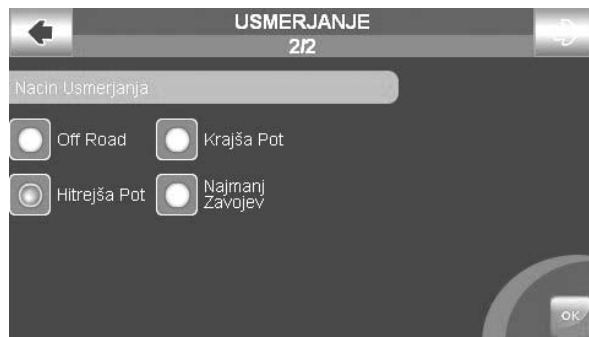 USMERJANJE
2/2
Nacin Usmerjanja
Off Road
Krajša Pot
Hitrejša Pot
Najmanj
Zavojev
OK